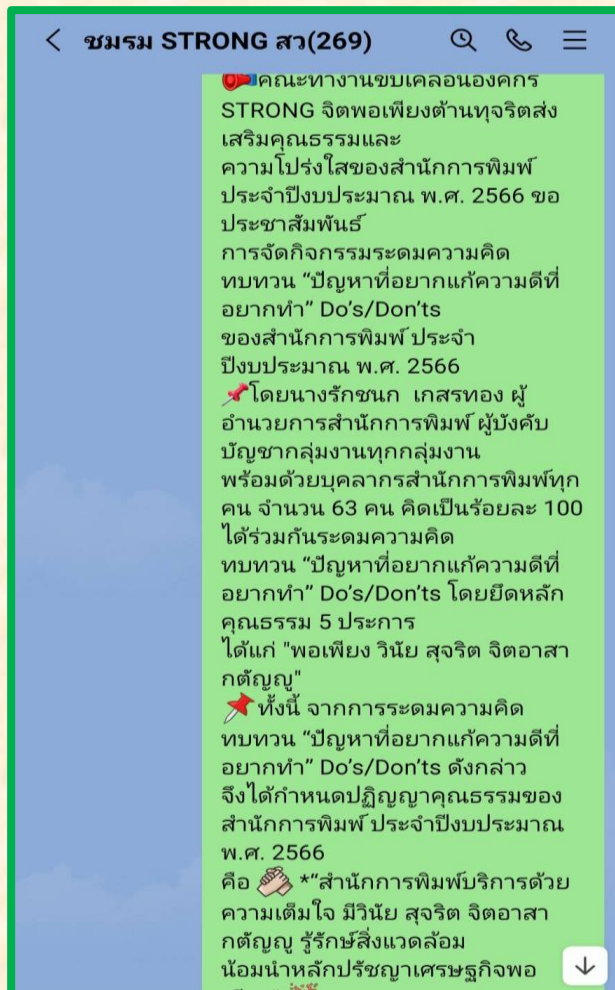 ชมรม STRONG สว(269)
คณะทำงานขับเคลื่อนองค์กร
STRONG จิตพอเพียงต้านทุจริตส่ง
เสริมคุณธรรมและ
ความโปร่งใสของสำนักการพิมพ์
ประจำปีงบประมาณ พ.ศ. 2566 ขอ
ประชาสัมพันธ์
การจัดกิจกรรมระดมความคิด
ทบทวน “ปัญหาที่อยากแก้ความดีที่
อยากทำ” Do’s/Don’ts
ของสำนักการพิมพ์ ประจำ
ปีงบประมาณ พ.ศ. 2566
📌โดยนางรักชนก เกสรทอง ผู้
อำนวยการสำนักการพิมพ์ ผู้บังคับ
บัญชากลุ่มงานทุกกลุ่มงาน
พร้อมด้วยบุคลากรสำนักการพิมพ์ทุก
คน จำนวน 63 คน คิดเป็นร้อยละ 100
ได้ร่วมกันระดมความคิด
ทบทวน “ปัญหาที่อยากแก้ความดีที่
อยากทำ” Do’s/Don’ts โดยยึดหลัก
คุณธรรม 5 ประการ
ได้แก่ "พอเพียง วินัย สุจริต จิตอาสา
กตัญญู"
📌ทั้งนี้ จากการระดมความคิด
ทบทวน “ปัญหาที่อยากแก้ความดีที่
อยากทำ” Do’s/Don’ts ดังกล่าว
จึงได้กำหนดปฏิญญาคุณธรรมของ
สำนักการพิมพ์ ประจำปีงบประมาณ
พ.ศ. 2566
คือ *“สำนักการพิมพ์บริการด้วย
ความเต็มใจ มีวินัย สุจริต จิตอาสา
กตัญญู รู้รักษ์สิ่งแวดล้อม
น้อมนำหลักปรัชญาเศรษฐกิจพอ